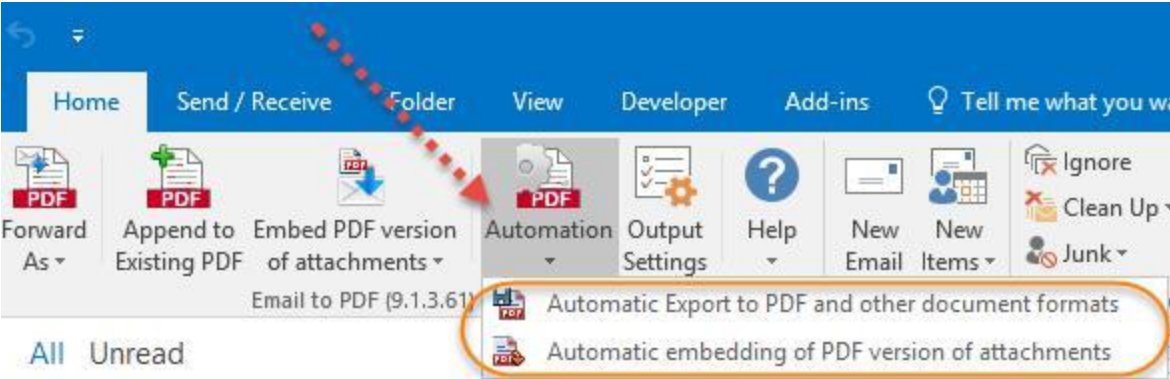 Home Send / Receive Folder View Developer Add-ins Tell me what you wa
PDF PDF PDF PDF Ignore
Clean Up
Forward Append to Embed PDF version Automation Output Help New New
As Existing PDF of attachments Settings Email Items Junk
Email to PDF (9.1.3.61)
PDF Automatic Export to PDF and other document formats
Automatic embedding of PDF version of attachments
All Unread